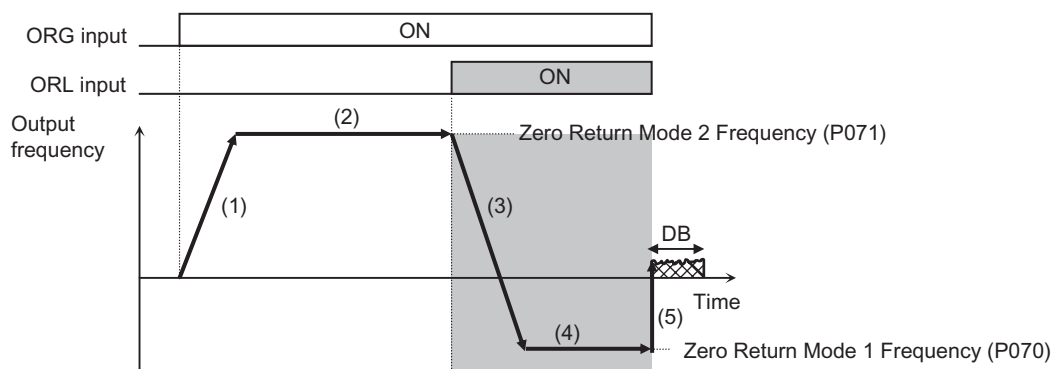 ORG input
ON
ORL input
ON
Output
frequency
(2)
Zero Return Mode 2 Frequency (P071)
(1)
(3)
DB
Time
(4)
(5)
Zero Return Mode 1 Frequency (P070)